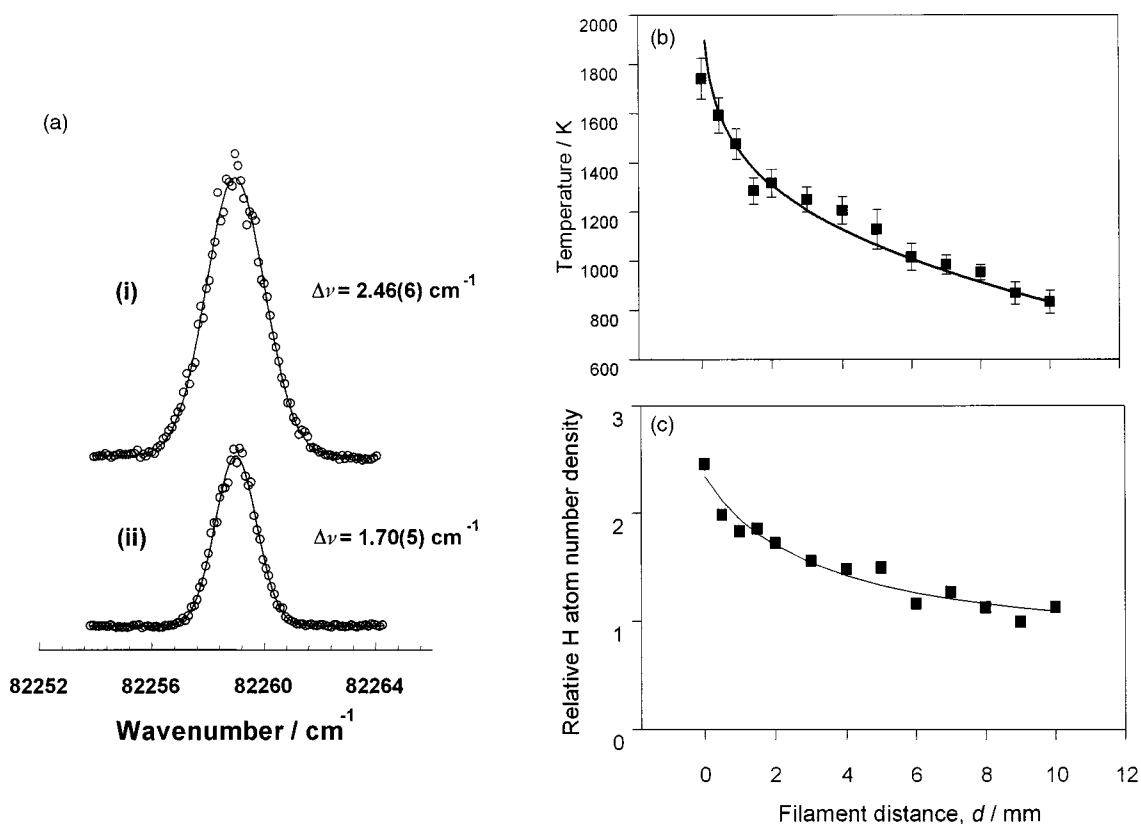 (a)
(i)
Δν = 2.46(6) cm⁻¹
(ii)
Δν = 1.70(5) cm⁻¹
82252 82256 82260 82264
Wavenumber / cm⁻¹
(b)
2000
1800
1600
1400
1200
1000
800
600
Temperature / K
(c)
3
2
1
0
Relative H atom number density
0 2 4 6 8 10 12
Filament distance, d / mm